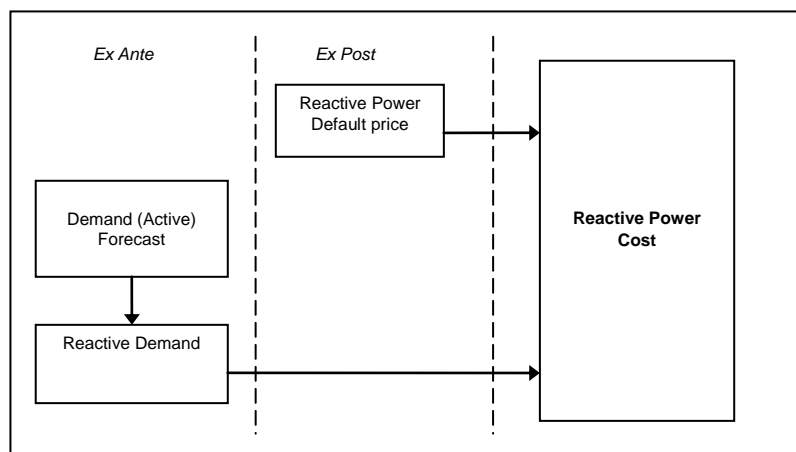 Ex Ante
Ex Post
Reactive Power
Default price
Demand (Active)
Forecast
Reactive Power
Cost
Reactive Demand